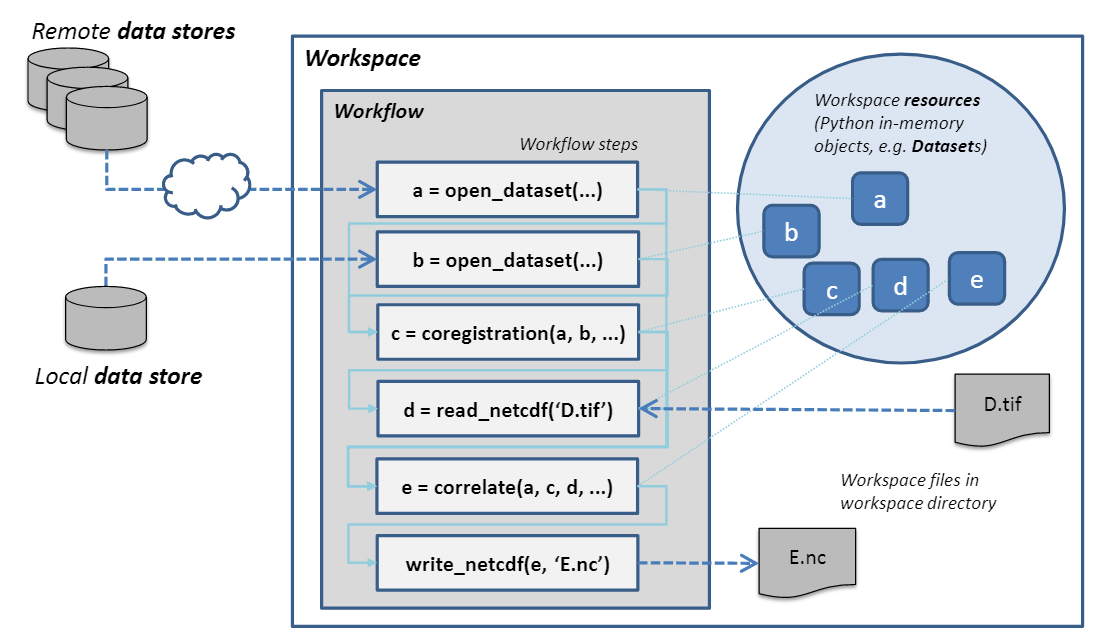 Remote data stores
Workspace
Workflow
Workflow steps
Workspace resources
(Python in-memory
objects, e.g. Datasets)
a = open_dataset(...)
a
b
b = open_dataset(...)
c
d
e
c = coregistration(a, b, ...)
Local data store
d = read_netcdf(‘D.tif’)
D.tif
e = correlate(a, c, d, ...)
Workspace files in
workspace directory
write_netcdf(e, ‘E.nc’)
E.nc